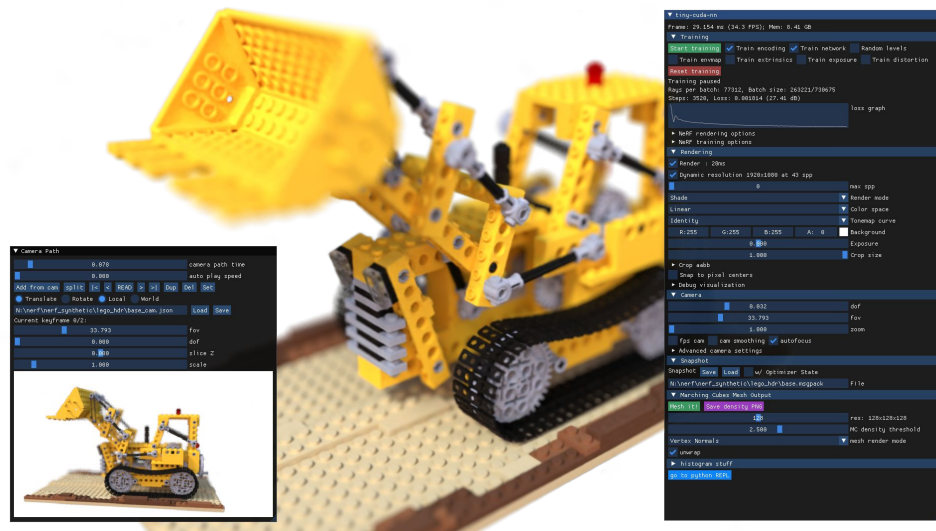 tiny-cuda-nn
Frame: 29.154 ms (34.3 FPS); Mem: 8.41 GB
Training
Start training Train encoding Train network Random levels
Train envmap Train extrinsics Train exposure Train distortion
Reset training
Training paused
Rays per batch: 77312, Batch size: 263221/730675
Steps: 3520, Loss: 0.001814 (27.41 dB)
loss graph
NeRF rendering options
NeRF training options
Rendering
Render : 28ms
Dynamic resolution 1920x1080 at 43 spp
0 max spp
Shade Render mode
Linear Color space
Identity Tonemap curve
R:255 G:255 B:255 A: 0 Background
0.000 Exposure
1.000 Crop size
Crop aabb
Snap to pixel centers
Debug visualization
Camera
0.032 dof
33.793 fov
1.000 zoom
fps cam cam smoothing autofocus
Advanced camera settings
Snapshot
Snapshot Save Load w/ Optimizer State
N:\nerf\nerf_synthetic\lego_hdr\base.msgpack File
Marching Cubes Mesh Output
Mesh it! Save density PNG
128 res: 128x128x128
2.500 MC density threshold
Vertex Normals mesh render mode
unwrap
histogram stuff
go to python REPL
Camera Path
0.078 camera path time
0.000 auto play speed
Add from cam split |< < READ > >| Dup Del Set
Translate Rotate Local World
N:\nerf\nerf_synthetic\lego_hdr\base_cam.json Load Save
Current keyframe 0/2:
33.793 fov
0.000 dof
0.000 slice Z
1.000 scale